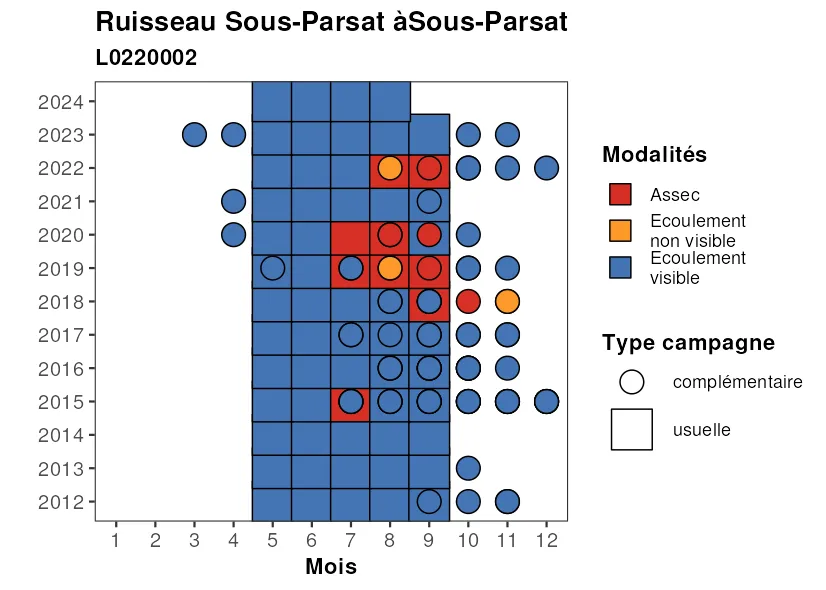 Ruisseau Sous-Parsat àSous-Parsat
L0220002
2024
2023
2022
2021
2020
2019
2018
2017
2016
2015
2014
2013
2012
1 2 3 4 5 6 7 8 9 10 11 12
Mois
Modalités
Assec
Ecoulement
non visible
Ecoulement
visible
Type campagne
complémentaire
usuelle